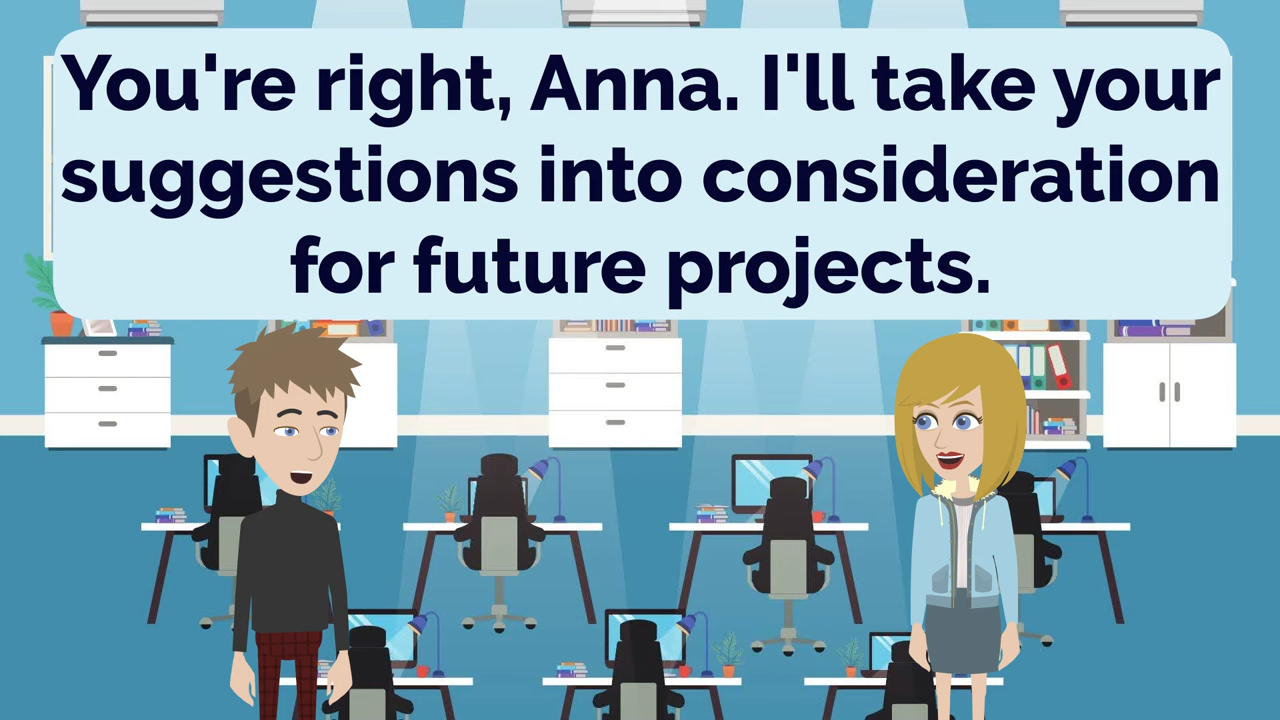 You're right, Anna. I'll take your
suggestions into consideration
for future projects.